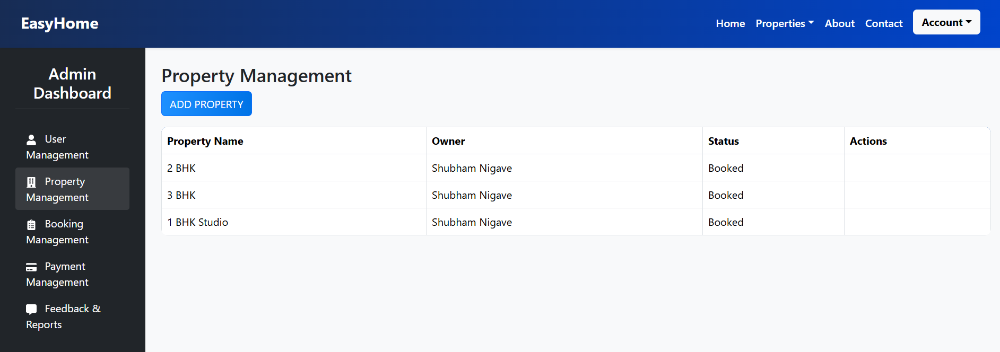 EasyHome
Home Properties About Contact Account
Admin
Dashboard
User
Management
Property
Management
Booking
Management
Payment
Management
Feedback &
Reports
Property Management
ADD PROPERTY
Property Name Owner Status Actions
2 BHK Shubham Nigave Booked
3 BHK Shubham Nigave Booked
1 BHK Studio Shubham Nigave Booked